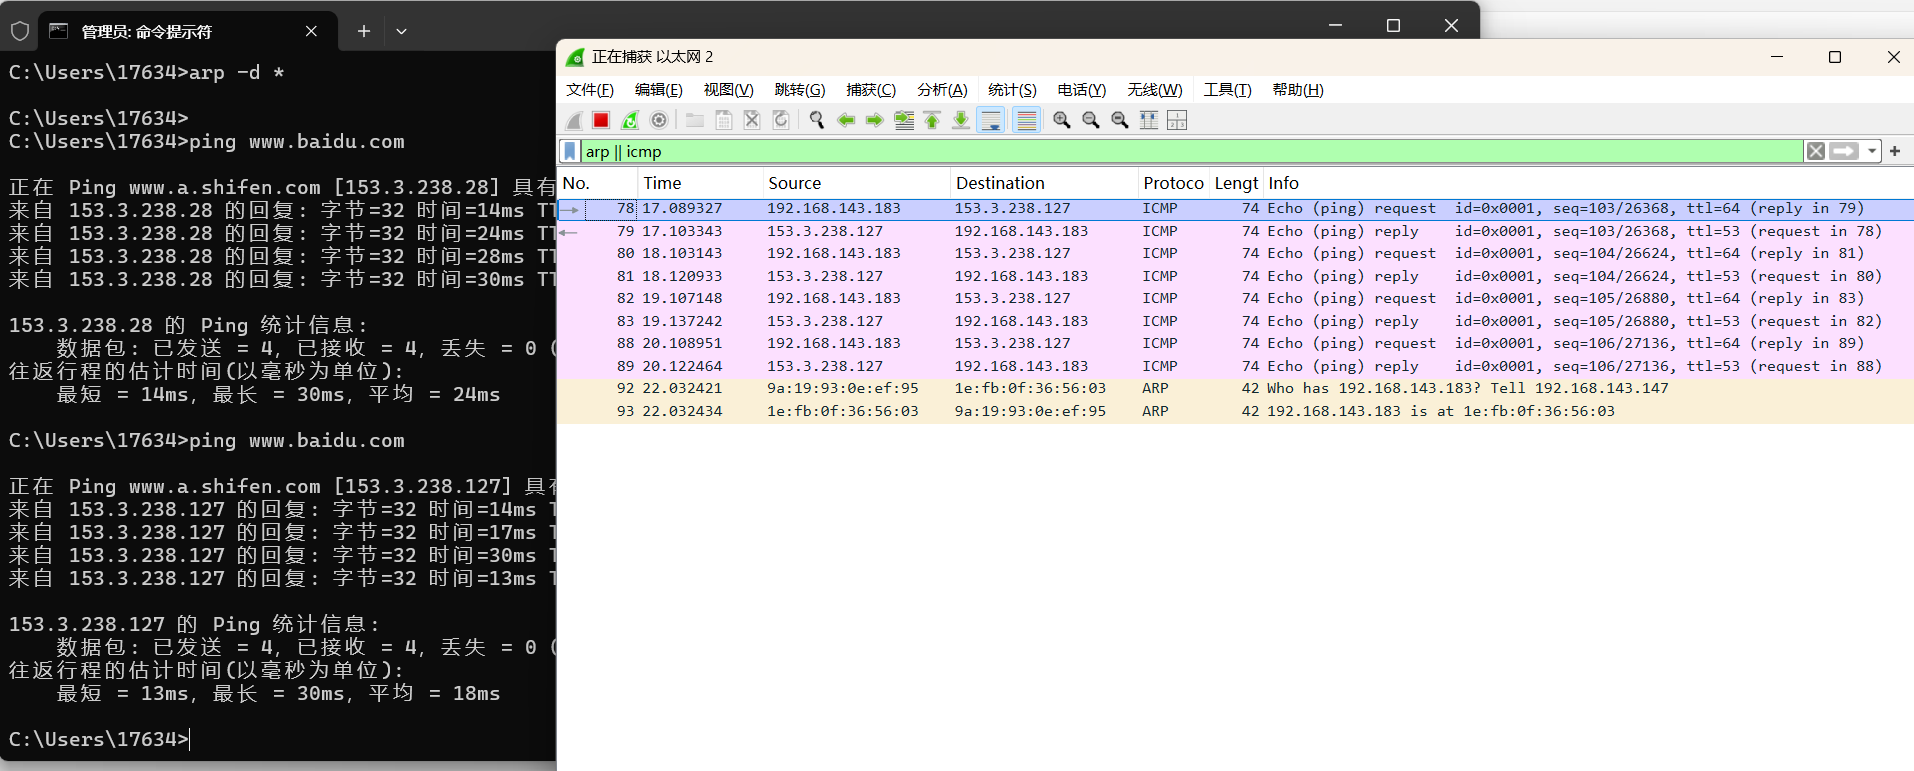 管理员: 命令提示符
C:\Users\17634>arp -d *
C:\Users\17634>
C:\Users\17634>ping www.baidu.com
正在 Ping www.a.shifen.com [153.3.238.28] 具有
来自 153.3.238.28 的回复: 字节=32 时间=14ms TT
来自 153.3.238.28 的回复: 字节=32 时间=24ms TT
来自 153.3.238.28 的回复: 字节=32 时间=28ms TT
来自 153.3.238.28 的回复: 字节=32 时间=30ms TT
153.3.238.28 的 Ping 统计信息:
数据包: 已发送 = 4, 已接收 = 4, 丢失 = 0 (
往返行程的估计时间(以毫秒为单位):
最短 = 14ms, 最长 = 30ms, 平均 = 24ms
C:\Users\17634>ping www.baidu.com
正在 Ping www.a.shifen.com [153.3.238.127] 具有
来自 153.3.238.127 的回复: 字节=32 时间=14ms T
来自 153.3.238.127 的回复: 字节=32 时间=17ms T
来自 153.3.238.127 的回复: 字节=32 时间=30ms T
来自 153.3.238.127 的回复: 字节=32 时间=13ms T
153.3.238.127 的 Ping 统计信息:
数据包: 已发送 = 4, 已接收 = 4, 丢失 = 0 (
往返行程的估计时间(以毫秒为单位):
最短 = 13ms, 最长 = 30ms, 平均 = 18ms
C:\Users\17634>
正在捕获 以太网 2
文件(F) 编辑(E) 视图(V) 跳转(G) 捕获(C) 分析(A) 统计(S) 电话(Y) 无线(W) 工具(T) 帮助(H)
arp || icmp
No. Time Source Destination Protoco Lengt Info
78 17.089327 192.168.143.183 153.3.238.127 ICMP 74 Echo (ping) request id=0x0001, seq=103/26368, ttl=64 (reply in 79)
79 17.103343 153.3.238.127 192.168.143.183 ICMP 74 Echo (ping) reply id=0x0001, seq=103/26368, ttl=53 (request in 78)
80 18.103143 192.168.143.183 153.3.238.127 ICMP 74 Echo (ping) request id=0x0001, seq=104/26624, ttl=64 (reply in 81)
81 18.120933 153.3.238.127 192.168.143.183 ICMP 74 Echo (ping) reply id=0x0001, seq=104/26624, ttl=53 (request in 80)
82 19.107148 192.168.143.183 153.3.238.127 ICMP 74 Echo (ping) request id=0x0001, seq=105/26880, ttl=64 (reply in 83)
83 19.137242 153.3.238.127 192.168.143.183 ICMP 74 Echo (ping) reply id=0x0001, seq=105/26880, ttl=53 (request in 82)
88 20.108951 192.168.143.183 153.3.238.127 ICMP 74 Echo (ping) request id=0x0001, seq=106/27136, ttl=64 (reply in 89)
89 20.122464 153.3.238.127 192.168.143.183 ICMP 74 Echo (ping) reply id=0x0001, seq=106/27136, ttl=53 (request in 88)
92 22.032421 9a:19:93:0e:ef:95 1e:fb:0f:36:56:03 ARP 42 Who has 192.168.143.183? Tell 192.168.143.147
93 22.032434 1e:fb:0f:36:56:03 9a:19:93:0e:ef:95 ARP 42 192.168.143.183 is at 1e:fb:0f:36:56:03